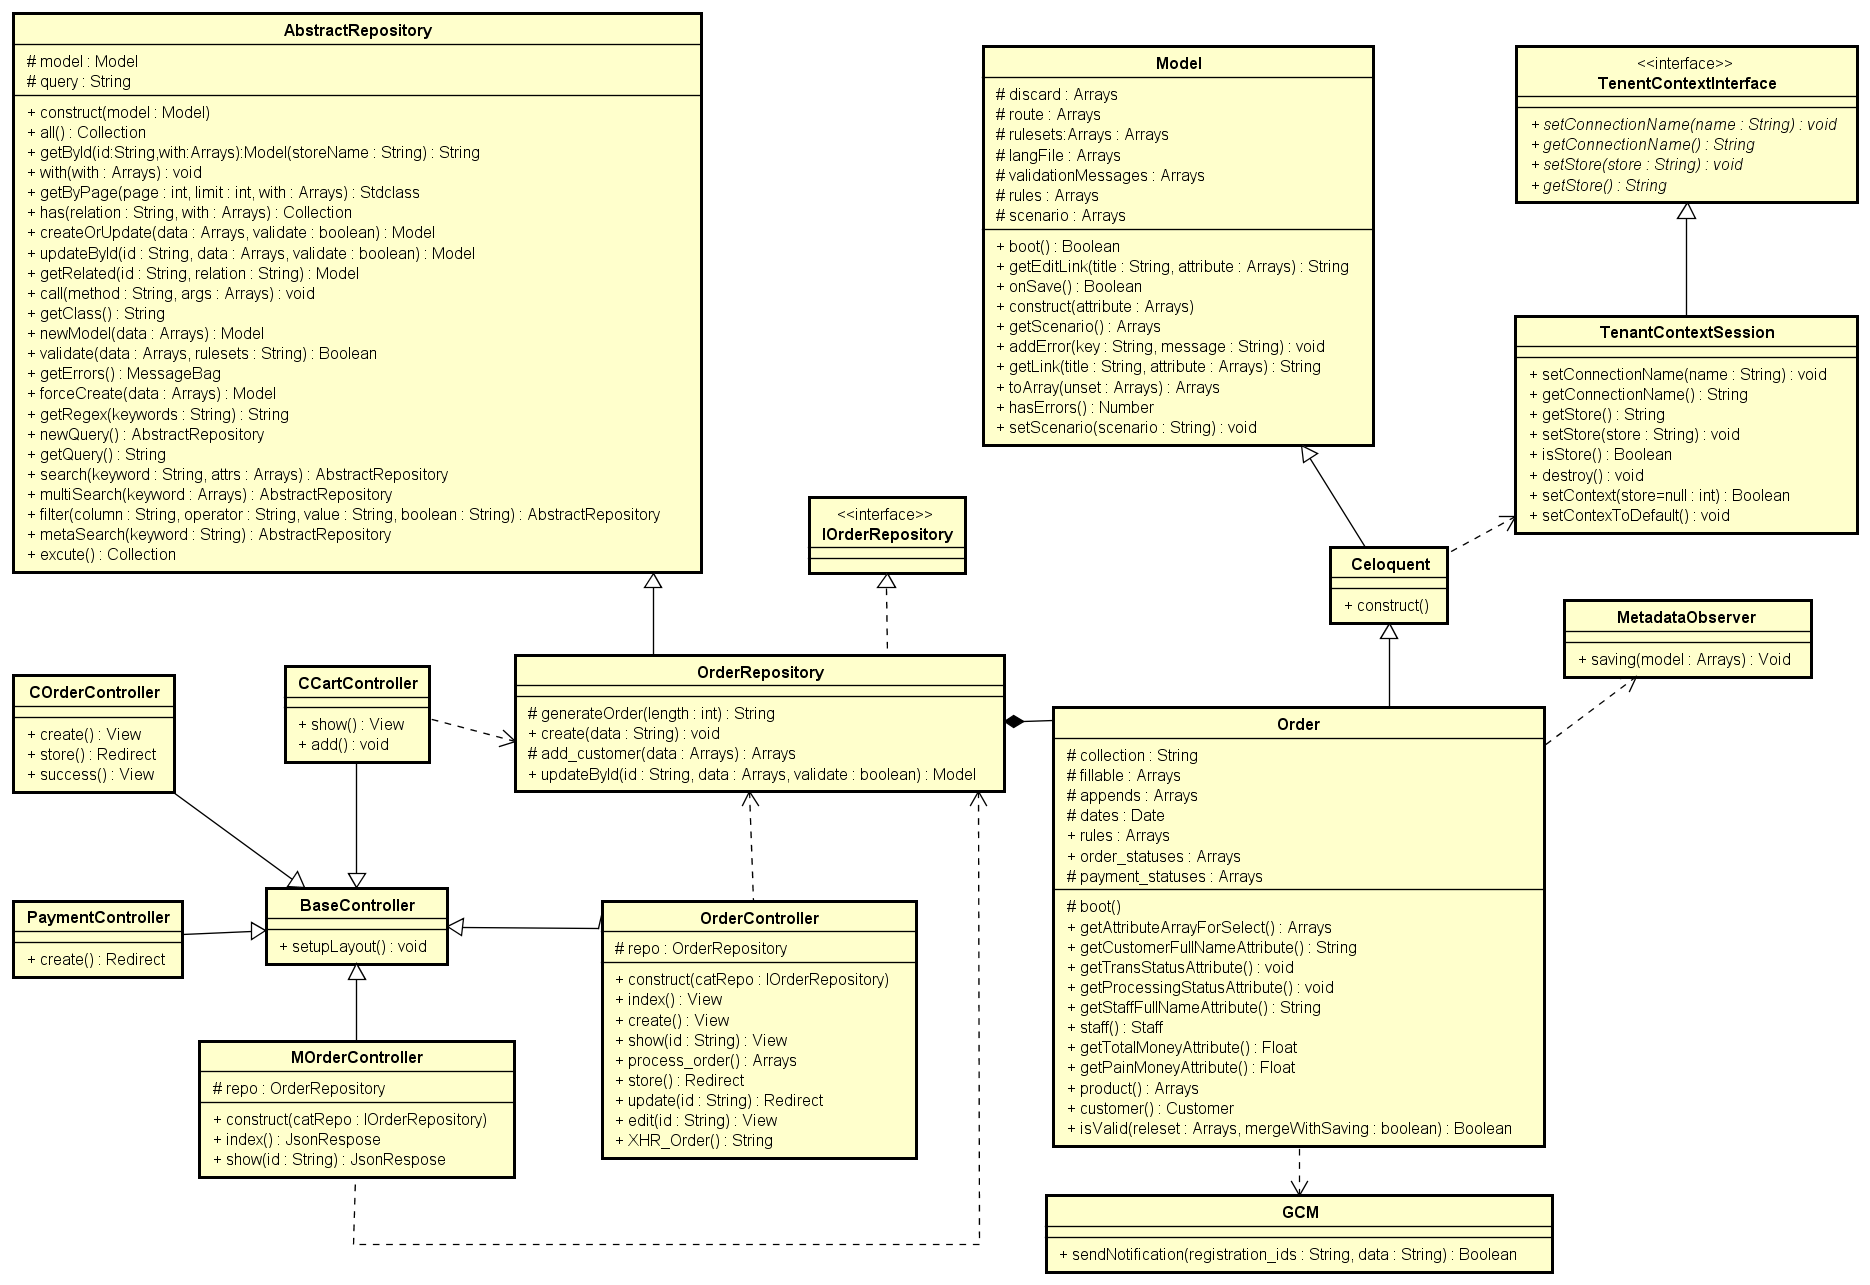 AbstractRepository
# model : Model
# query : String
+ construct(model : Model)
+ all() : Collection
+ getById(id:String,with:Arrays):Model(storeName : String) : String
+ with(with : Arrays) : void
+ getByPage(page : int, limit : int, with : Arrays) : Stdclass
+ has(relation : String, with : Arrays) : Collection
+ createOrUpdate(data : Arrays, validate : boolean) : Model
+ updateById(id : String, data : Arrays, validate : boolean) : Model
+ getRelated(id : String, relation : String) : Model
+ call(method : String, args : Arrays) : void
+ getClass() : String
+ newModel(data : Arrays) : Model
+ validate(data : Arrays, rulesets : String) : Boolean
+ getErrors() : MessageBag
+ forceCreate(data : Arrays) : Model
+ getRegex(keywords : String) : String
+ newQuery() : AbstractRepository
+ getQuery() : String
+ search(keyword : String, attrs : Arrays) : AbstractRepository
+ multiSearch(keyword : Arrays) : AbstractRepository
+ filter(column : String, operator : String, value : String, boolean : String) : AbstractRepository
+ metaSearch(keyword : String) : AbstractRepository
+ excute() : Collection
Model
# discard : Arrays
# route : Arrays
# rulesets:Arrays : Arrays
# langFile : Arrays
# validationMessages : Arrays
# rules : Arrays
# scenario : Arrays
+ boot() : Boolean
+ getEditLink(title : String, attribute : Arrays) : String
+ onSave() : Boolean
+ construct(attribute : Arrays)
+ getScenario() : Arrays
+ addError(key : String, message : String) : void
+ getLink(title : String, attribute : Arrays) : String
+ toArray(unset : Arrays) : Arrays
+ hasErrors() : Number
+ setScenario(scenario : String) : void
<<interface>>
TenentContextInterface
+ setConnectionName(name : String) : void
+ getConnectionName() : String
+ setStore(store : String) : void
+ getStore() : String
TenantContextSession
+ setConnectionName(name : String) : void
+ getConnectionName() : String
+ getStore() : String
+ setStore(store : String) : void
+ isStore() : Boolean
+ destroy() : void
+ setContext(store=null : int) : Boolean
+ setContexToDefault() : void
<<interface>>
IOrderRepository
Celoquent
+ construct()
MetadataObserver
+ saving(model : Arrays) : Void
COrderController
+ create() : View
+ store() : Redirect
+ success() : View
CCartController
+ show() : View
+ add() : void
OrderRepository
# generateOrder(length : int) : String
+ create(data : String) : void
# add_customer(data : Arrays) : Arrays
+ updateById(id : String, data : Arrays, validate : boolean) : Model
Order
# collection : String
# fillable : Arrays
# appends : Arrays
# dates : Date
+ rules : Arrays
+ order_statuses : Arrays
# payment_statuses : Arrays
# boot()
+ getAttributeArrayForSelect() : Arrays
+ getCustomerFullNameAttribute() : String
+ getTransStatusAttribute() : void
+ getProcessingStatusAttribute() : void
+ getStaffFullNameAttribute() : String
+ staff() : Staff
+ getTotalMoneyAttribute() : Float
+ getPainMoneyAttribute() : Float
+ product() : Arrays
+ customer() : Customer
+ isValid(releset : Arrays, mergeWithSaving : boolean) : Boolean
PaymentController
+ create() : Redirect
BaseController
+ setupLayout() : void
OrderController
# repo : OrderRepository
+ construct(catRepo : IOrderRepository)
+ index() : View
+ create() : View
+ show(id : String) : View
+ process_order() : Arrays
+ store() : Redirect
+ update(id : String) : Redirect
+ edit(id : String) : View
+ XHR_Order() : String
MOrderController
# repo : OrderRepository
+ construct(catRepo : IOrderRepository)
+ index() : JsonRespose
+ show(id : String) : JsonRespose
GCM
+ sendNotification(registration_ids : String, data : String) : Boolean